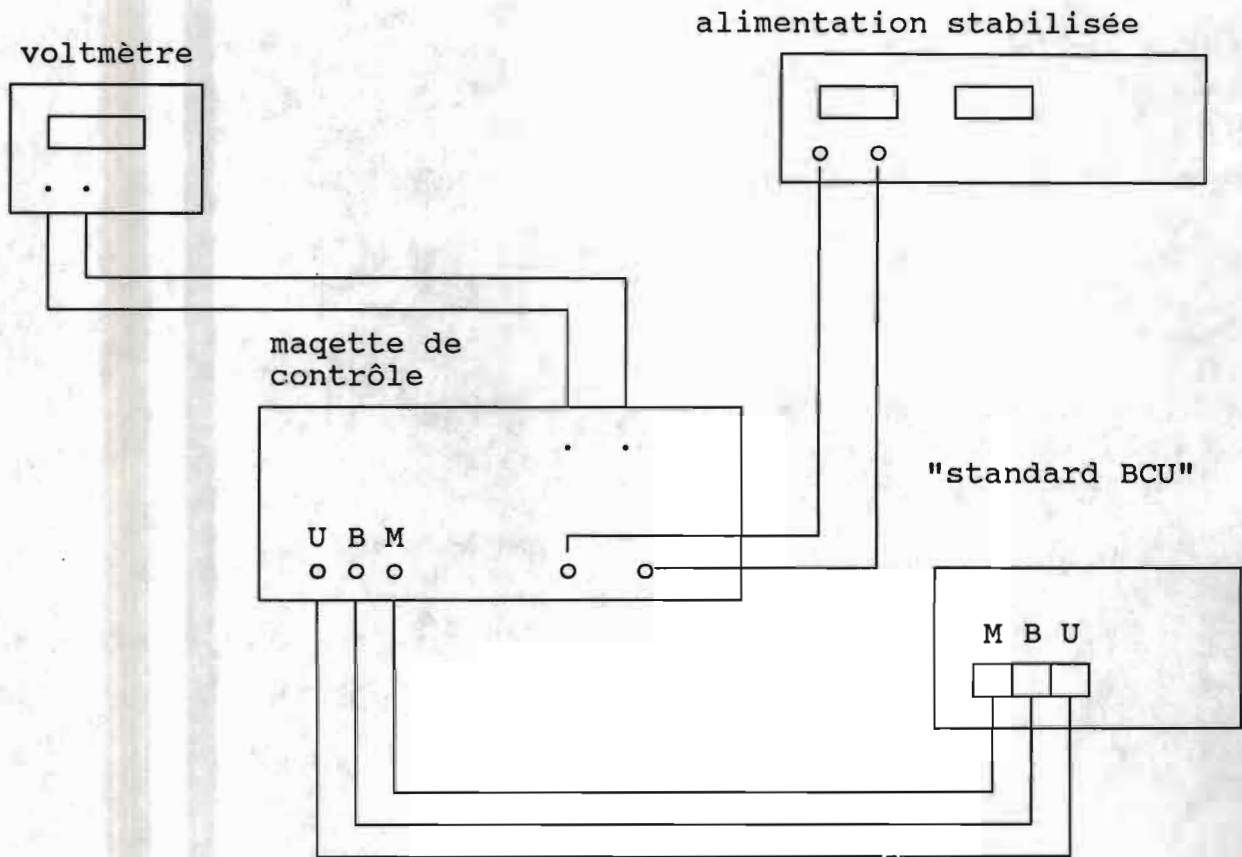 alimentation stabilisée
voltmètre
maqette de
contrôle
"standard BCU"
U B M
M B U